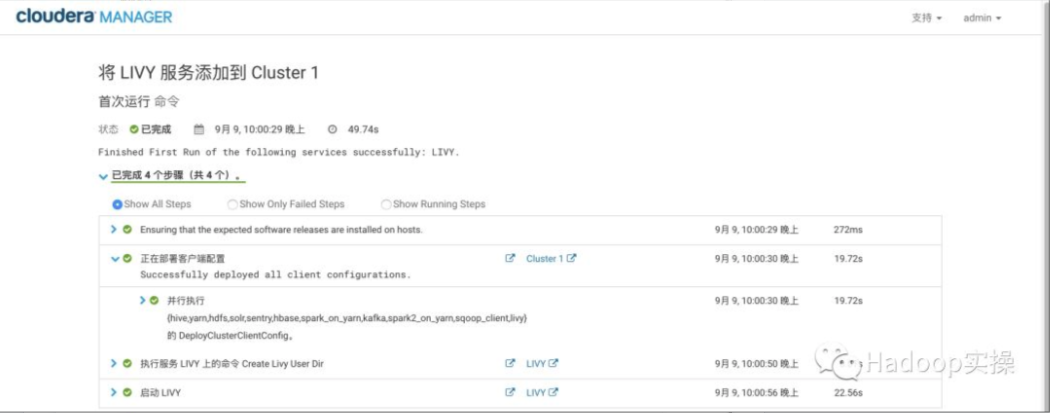 cloudera MANAGER 支持 admin
将 LIVY 服务添加到 Cluster 1
首次运行 命令
状态 已完成 9月 9, 10:00:29 晚上 49.74s
Finished First Run of the following services successfully: LIVY.
已完成 4 个步骤（共 4 个）。
Show All Steps Show Only Failed Steps Show Running Steps
Ensuring that the expected software releases are installed on hosts. 9月 9, 10:00:29 晚上 272ms
正在部署客户端配置 Cluster 1 9月 9, 10:00:30 晚上 19.72s
Successfully deployed all client configurations.
并行执行 9月 9, 10:00:30 晚上 19.72s
{hive,yarn,hdfs,solr,sentry,hbase,spark_on_yarn,kafka,spark2_on_yarn,sqoop_client,livy}
的 DeployClusterClientConfig。
执行服务 LIVY 上的命令 Create Livy User Dir LIVY 9月 9, 10:00:50 晚上
Hadoop实操
启动 LIVY LIVY 9月 9, 10:00:56 晚上 22.56s